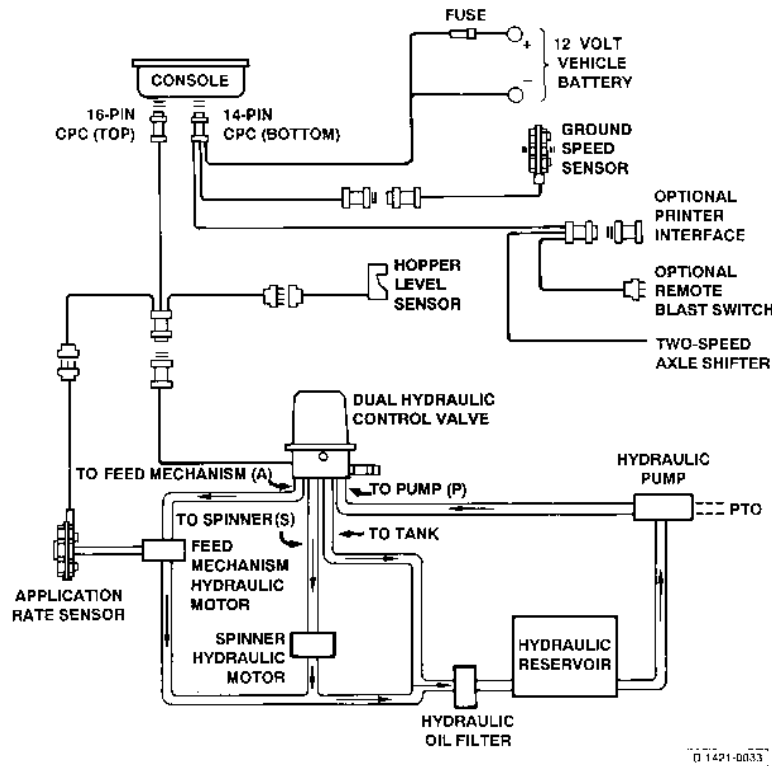 FUSE
+
12 VOLT
VEHICLE
BATTERY
−
CONSOLE
16-PIN
CPC (TOP)
14-PIN
CPC (BOTTOM)
GROUND
SPEED
SENSOR
OPTIONAL
PRINTER
INTERFACE
HOPPER
LEVEL
SENSOR
OPTIONAL
REMOTE
BLAST SWITCH
TWO-SPEED
AXLE SHIFTER
DUAL HYDRAULIC
CONTROL VALVE
HYDRAULIC
PUMP
TO FEED MECHANISM (A)
TO PUMP (P)
PTO
TO SPINNER (S)
TO TANK
FEED
MECHANISM
HYDRAULIC
MOTOR
APPLICATION
RATE SENSOR
SPINNER
HYDRAULIC
MOTOR
HYDRAULIC
RESERVOIR
HYDRAULIC
OIL FILTER
D 1421-0033